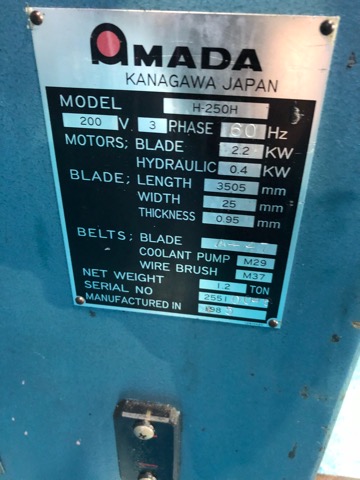 AMADA
KANAGAWA JAPAN
MODEL H-250H
200 V 3 PHASE 60 Hz
MOTORS; BLADE 2.2 KW
HYDRAULIC 0.4 KW
BLADE; LENGTH 3505 mm
WIDTH 25 mm
THICKNESS 0.95 mm
BELTS; BLADE
COOLANT PUMP M29
WIRE BRUSH M37
NET WEIGHT 1.2 TON
SERIAL NO
MANUFACTURED IN